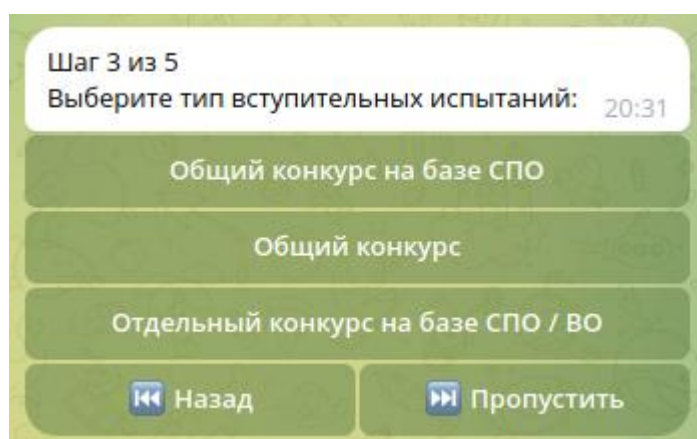 Шаг 3 из 5
Выберите тип вступительных испытаний:
20:31
Общий конкурс на базе СПО
Общий конкурс
Отдельный конкурс на базе СПО / ВО
⏮ Назад
⏭ Пропустить